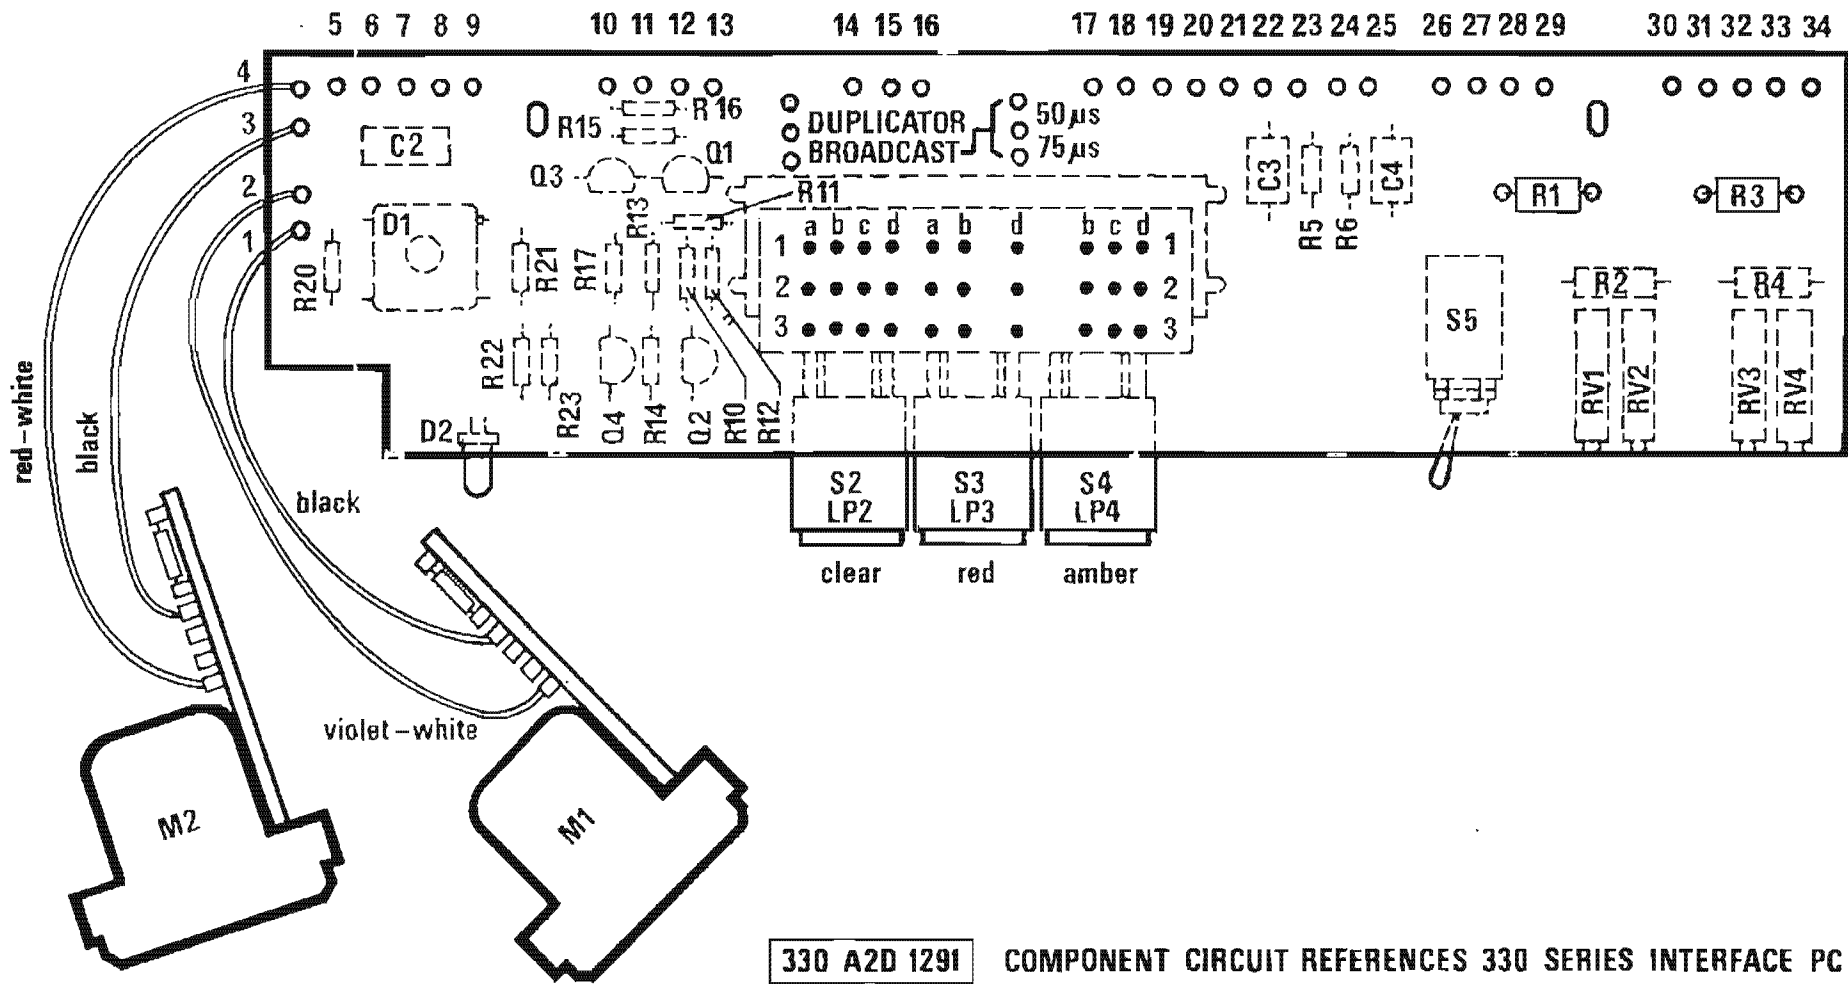 5 6 7 8 9 10 11 12 13 14 15 16 17 18 19 20 21 22 23 24 25 26 27 28 29 30 31 32 33 34
4
3
2
1
C2
R15
R16
DUPLICATOR
BROADCAST
50µs
75µs
Q3
Q1
R11
R13
C3
R5
R6
C4
R1
R3
D1
R20
R21
R17
a b c d a b d b c d
1 1
2 2
3 3
R2
R4
S5
RV1
RV2
RV3
RV4
R22
R23
Q4
R14
Q2
R10
R12
D2
red-white
black
black
violet-white
S2
LP2
S3
LP3
S4
LP4
clear
red
amber
M2
M1
330 A2D 1291
COMPONENT CIRCUIT REFERENCES 330 SERIES INTERFACE PC